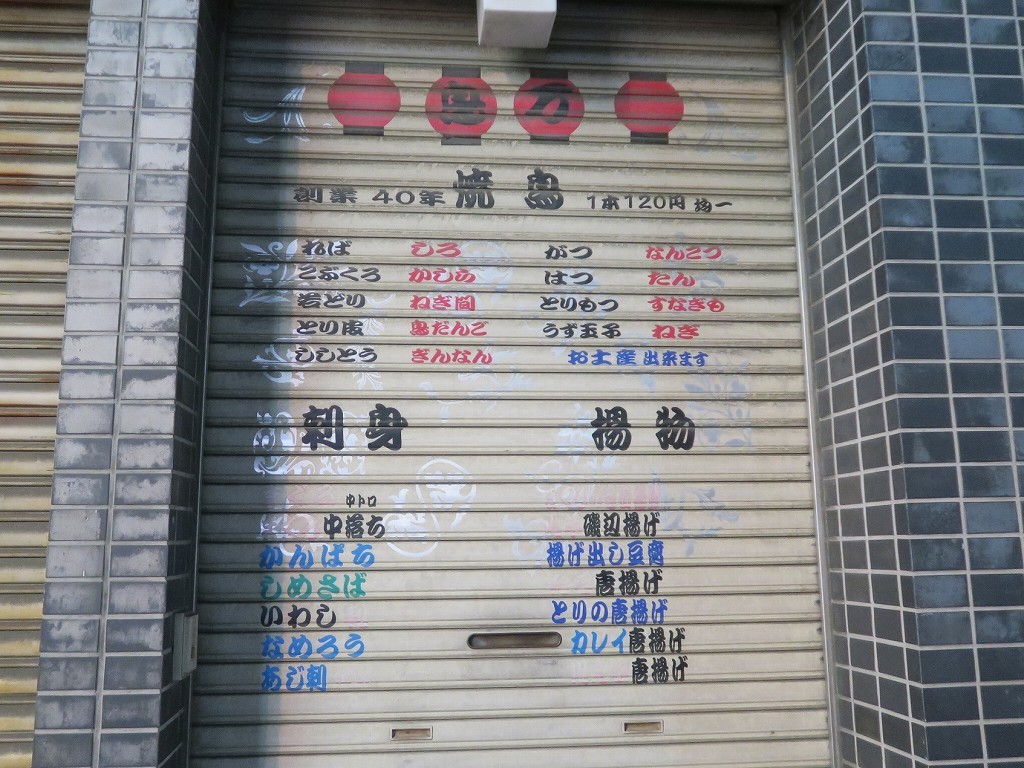 鳥万
創業 40年 焼鳥 1本120円 均一
れば しろ がつ なんこつ
こぶくろ かしら はつ たん
若どり ねぎ間 とりもつ すなぎも
とり皮 鳥だんご うず玉子 ねぎ
ししとう ぎんなん お土産 出来ます
刺身 揚物
中トロ
中落ち 磯辺揚げ
かんぱち 揚げ出し豆腐
しめさば 唐揚げ
いわし とりの唐揚げ
なめろう カレイ唐揚げ
あじ刺 唐揚げ